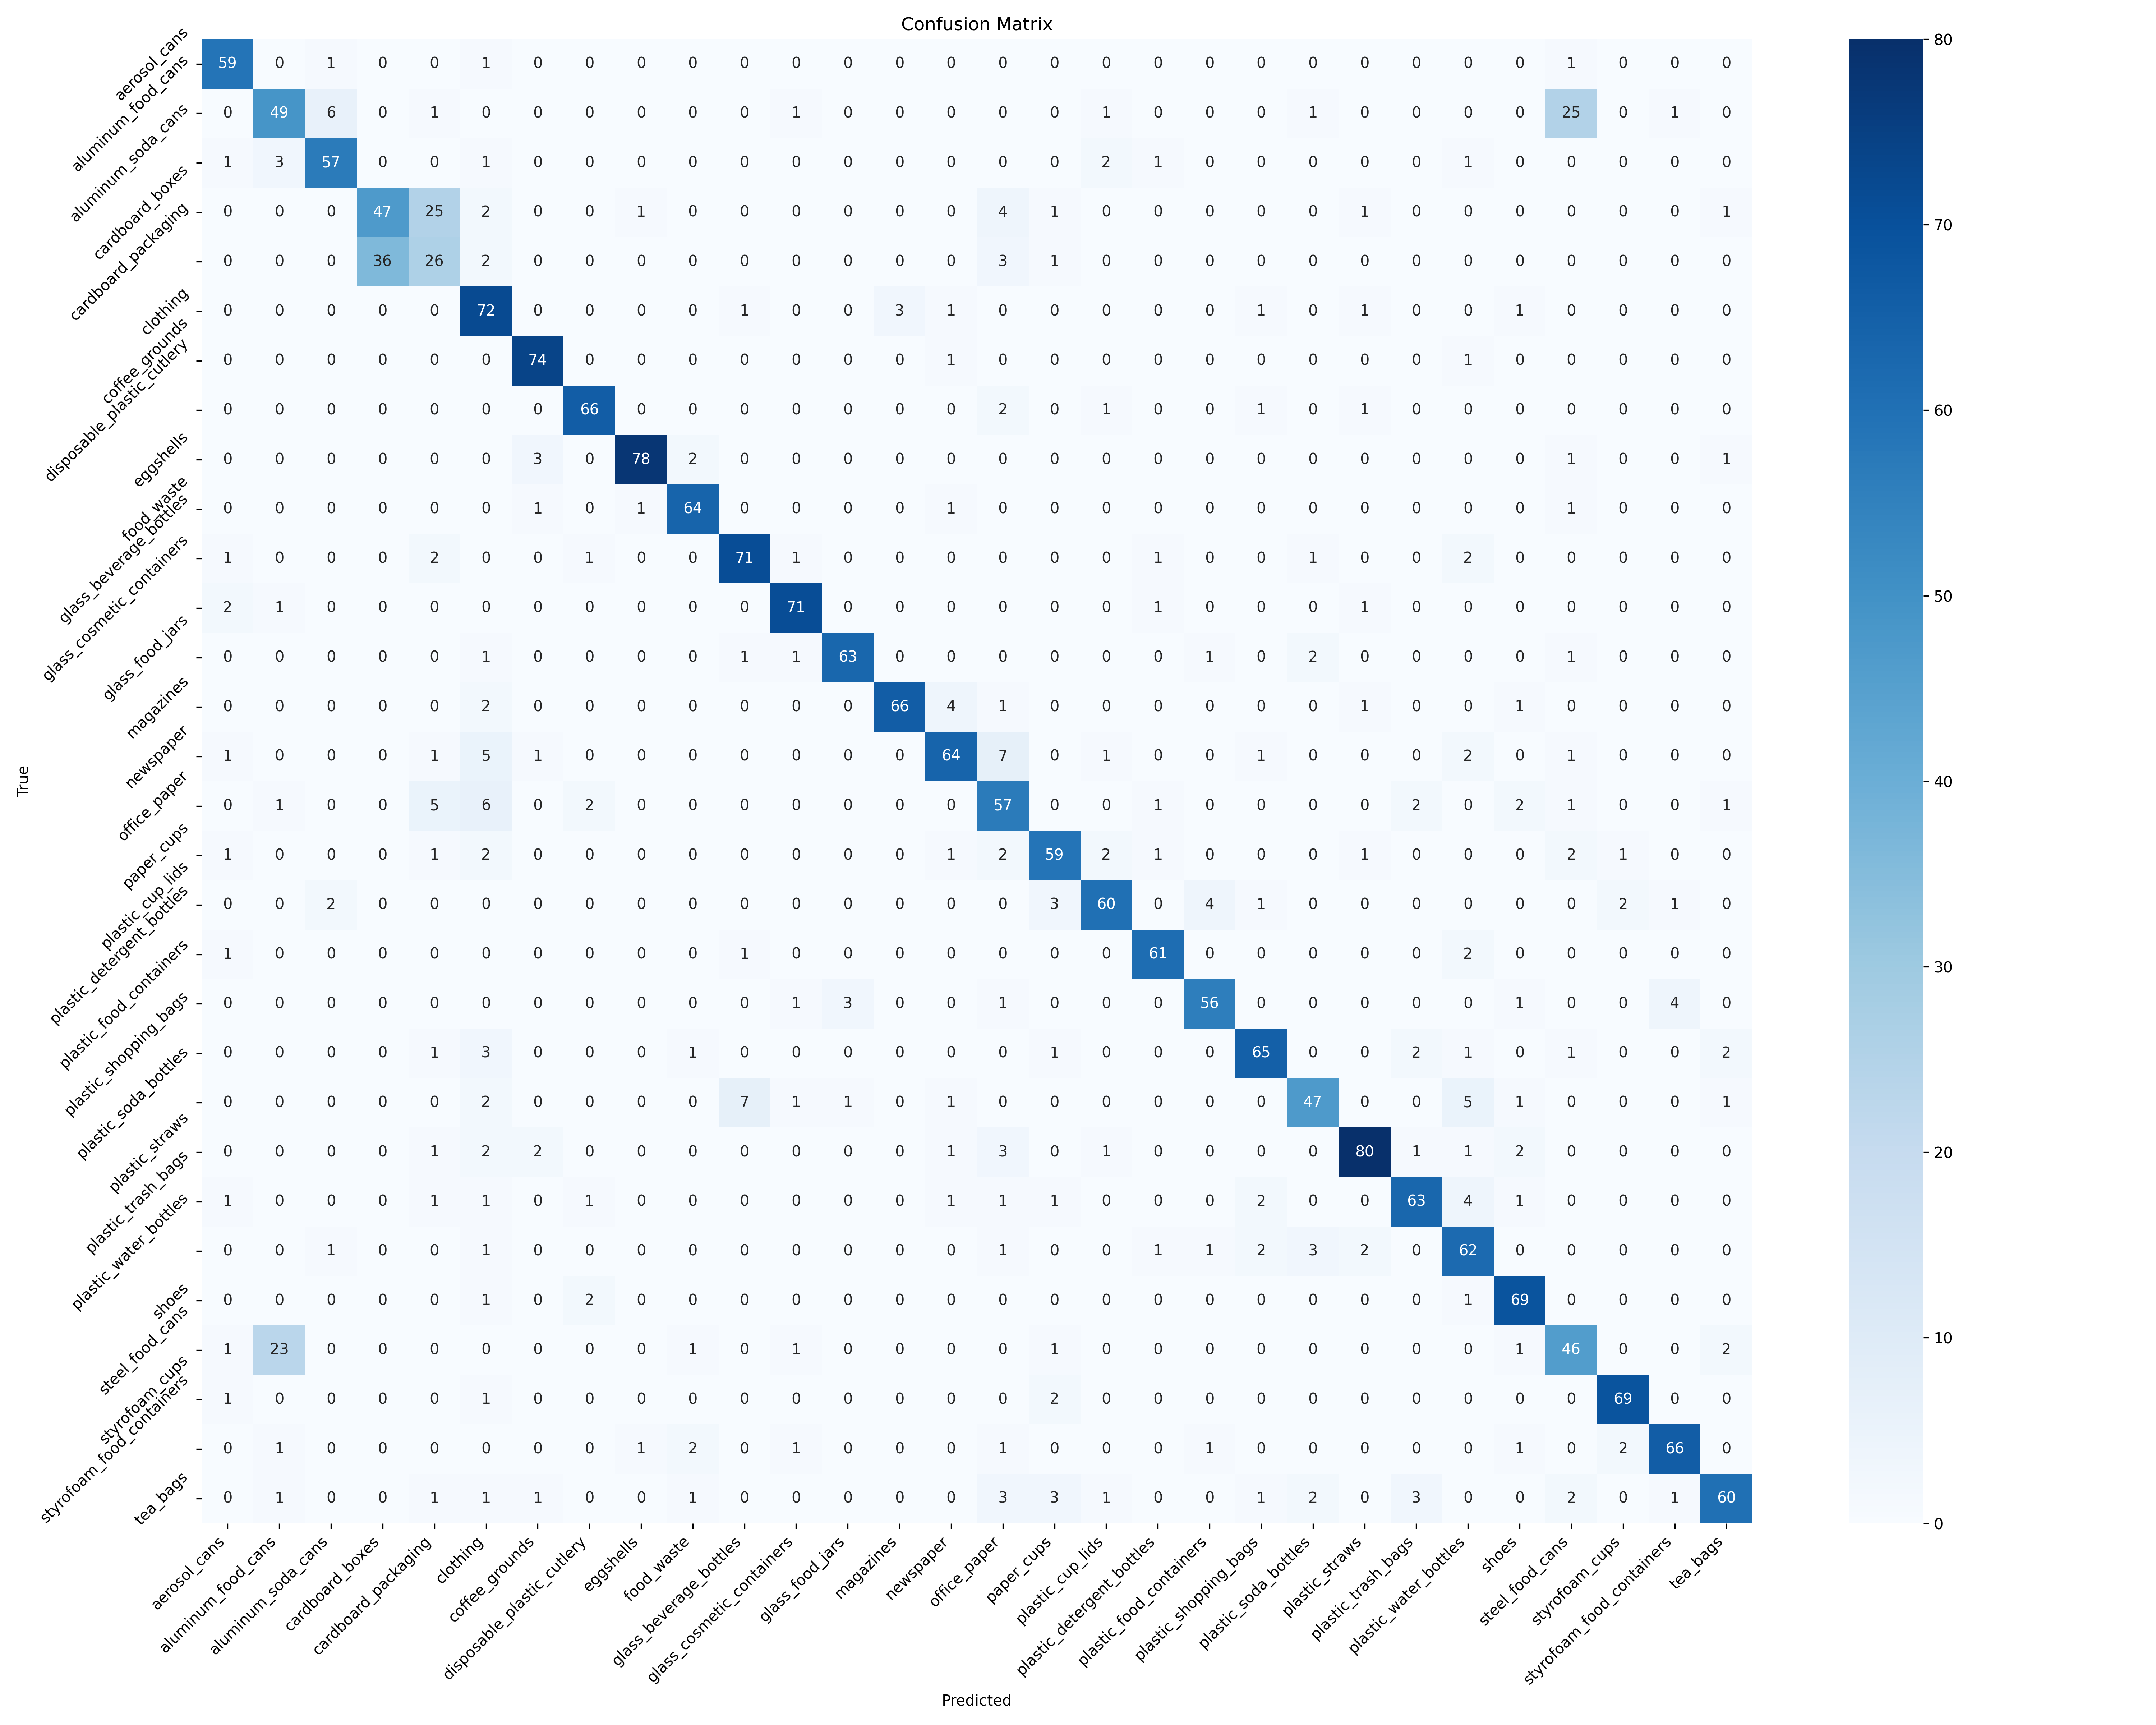 Confusion Matrix
True
aerosol_cans 59 0 1 0 0 1 0 0 0 0 0 0 0 0 0 0 0 0 0 0 0 0 0 0 0 0 1 0 0 0
aluminum_food_cans 0 49 6 0 1 0 0 0 0 0 0 1 0 0 0 0 0 1 0 0 0 1 0 0 0 0 25 0 1 0
aluminum_soda_cans 1 3 57 0 0 1 0 0 0 0 0 0 0 0 0 0 0 2 1 0 0 0 0 0 1 0 0 0 0 0
cardboard_boxes 0 0 0 47 25 2 0 0 1 0 0 0 0 0 0 4 1 0 0 0 0 0 1 0 0 0 0 0 0 1
cardboard_packaging 0 0 0 36 26 2 0 0 0 0 0 0 0 0 0 3 1 0 0 0 0 0 0 0 0 0 0 0 0 0
clothing 0 0 0 0 0 72 0 0 0 0 1 0 0 3 1 0 0 0 0 0 1 0 1 0 0 1 0 0 0 0
coffee_grounds 0 0 0 0 0 0 74 0 0 0 0 0 0 0 1 0 0 0 0 0 0 0 0 0 1 0 0 0 0 0
disposable_plastic_cutlery 0 0 0 0 0 0 0 66 0 0 0 0 0 0 0 2 0 1 0 0 1 0 1 0 0 0 0 0 0 0
eggshells 0 0 0 0 0 0 3 0 78 2 0 0 0 0 0 0 0 0 0 0 0 0 0 0 0 0 1 0 0 1
food_waste 0 0 0 0 0 0 1 0 1 64 0 0 0 0 1 0 0 0 0 0 0 0 0 0 0 0 1 0 0 0
glass_beverage_bottles 1 0 0 0 2 0 0 1 0 0 71 1 0 0 0 0 0 0 1 0 0 1 0 0 2 0 0 0 0 0
glass_cosmetic_containers 2 1 0 0 0 0 0 0 0 0 0 71 0 0 0 0 0 0 1 0 0 0 1 0 0 0 0 0 0 0
glass_food_jars 0 0 0 0 0 1 0 0 0 0 1 1 63 0 0 0 0 0 0 1 0 2 0 0 0 0 1 0 0 0
magazines 0 0 0 0 0 2 0 0 0 0 0 0 0 66 4 1 0 0 0 0 0 0 1 0 0 1 0 0 0 0
newspaper 1 0 0 0 1 5 1 0 0 0 0 0 0 0 64 7 0 1 0 0 1 0 0 0 2 0 1 0 0 0
office_paper 0 1 0 0 5 6 0 2 0 0 0 0 0 0 0 57 0 0 1 0 0 0 0 2 0 2 1 0 0 1
paper_cups 1 0 0 0 1 2 0 0 0 0 0 0 0 0 1 2 59 2 1 0 0 0 1 0 0 0 2 1 0 0
plastic_cup_lids 0 0 2 0 0 0 0 0 0 0 0 0 0 0 0 0 3 60 0 4 1 0 0 0 0 0 0 2 1 0
plastic_detergent_bottles 1 0 0 0 0 0 0 0 0 0 1 0 0 0 0 0 0 0 61 0 0 0 0 0 2 0 0 0 0 0
plastic_food_containers 0 0 0 0 0 0 0 0 0 0 0 1 3 0 0 1 0 0 0 56 0 0 0 0 0 1 0 0 4 0
plastic_shopping_bags 0 0 0 0 1 3 0 0 0 1 0 0 0 0 0 0 1 0 0 0 65 0 0 2 1 0 1 0 0 2
plastic_soda_bottles 0 0 0 0 0 2 0 0 0 0 7 1 1 0 1 0 0 0 0 0 0 47 0 0 5 1 0 0 0 1
plastic_straws 0 0 0 0 1 2 2 0 0 0 0 0 0 0 1 3 0 1 0 0 0 0 80 1 1 2 0 0 0 0
plastic_trash_bags 1 0 0 0 1 1 0 1 0 0 0 0 0 0 1 1 1 0 0 0 2 0 0 63 4 1 0 0 0 0
plastic_water_bottles 0 0 1 0 0 1 0 0 0 0 0 0 0 0 0 1 0 0 1 1 2 3 2 0 62 0 0 0 0 0
shoes 0 0 0 0 0 1 0 2 0 0 0 0 0 0 0 0 0 0 0 0 0 0 0 0 1 69 0 0 0 0
steel_food_cans 1 23 0 0 0 0 0 0 0 1 0 1 0 0 0 0 1 0 0 0 0 0 0 0 0 1 46 0 0 2
styrofoam_cups 1 0 0 0 0 1 0 0 0 0 0 0 0 0 0 0 2 0 0 0 0 0 0 0 0 0 0 69 0 0
styrofoam_food_containers 0 1 0 0 0 0 0 0 1 2 0 1 0 0 0 1 0 0 0 1 0 0 0 0 0 1 0 2 66 0
tea_bags 0 1 0 0 1 1 1 0 0 1 0 0 0 0 0 3 3 1 0 0 1 2 0 3 0 0 2 0 1 60
aerosol_cans
aluminum_food_cans
aluminum_soda_cans
cardboard_boxes
cardboard_packaging
clothing
coffee_grounds
disposable_plastic_cutlery
eggshells
food_waste
glass_beverage_bottles
glass_cosmetic_containers
glass_food_jars
magazines
newspaper
office_paper
paper_cups
plastic_cup_lids
plastic_detergent_bottles
plastic_food_containers
plastic_shopping_bags
plastic_soda_bottles
plastic_straws
plastic_trash_bags
plastic_water_bottles
shoes
steel_food_cans
styrofoam_cups
styrofoam_food_containers
tea_bags
Predicted
80
70
60
50
40
30
20
10
0